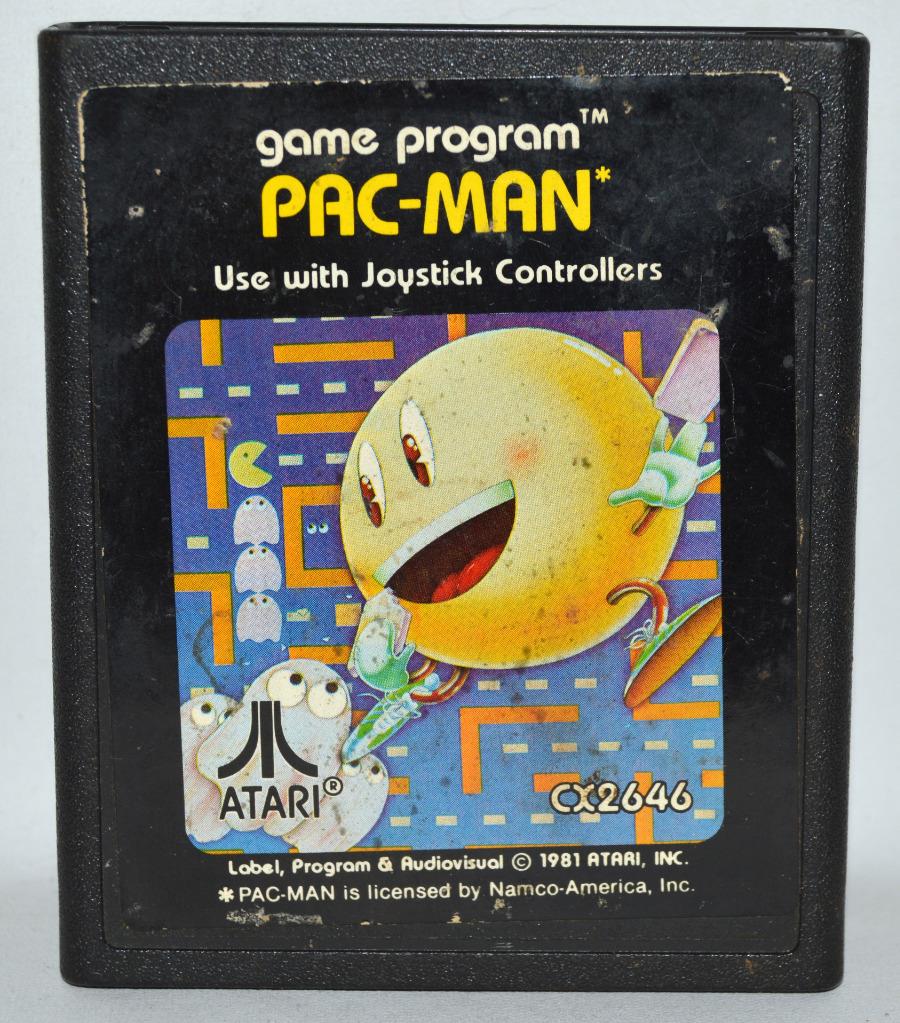 game program™
PAC-MAN*
Use with Joystick Controllers
ATARI®
CX2646
Label, Program & Audiovisual © 1981 ATARI, INC.
*PAC-MAN is licensed by Namco-America, Inc.